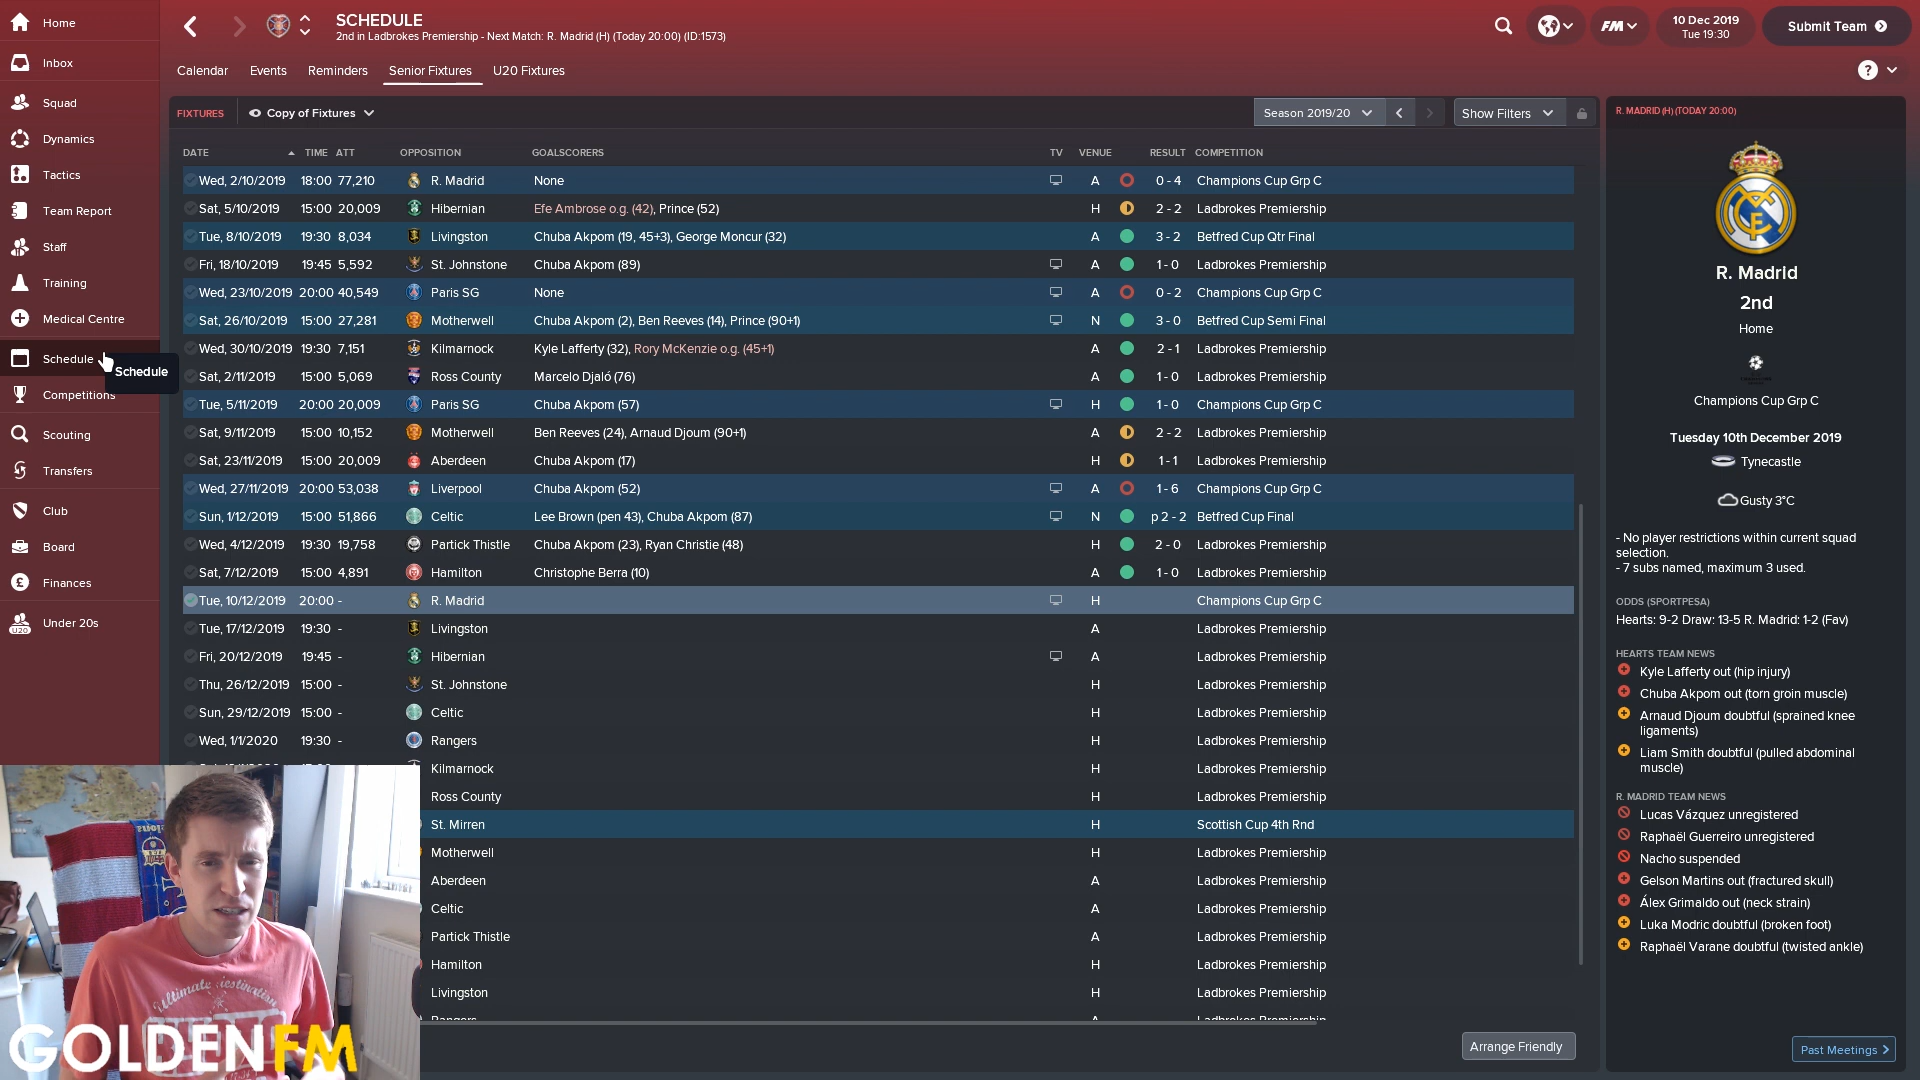 Home
Inbox
Squad
Dynamics
Tactics
Team Report
Staff
Training
Medical Centre
Schedule
Schedule
Competitions
Scouting
Transfers
Club
Board
Finances
Under 20s
SCHEDULE
2nd in Ladbrokes Premiership - Next Match: R. Madrid (H) (Today 20:00) (ID:1573)
FM
10 Dec 2019
Tue 19:30
Submit Team
Calendar Events Reminders Senior Fixtures U20 Fixtures
FIXTURES Copy of Fixtures Season 2019/20 Show Filters
DATE TIME ATT OPPOSITION GOALSCORERS TV VENUE RESULT COMPETITION
Wed, 2/10/2019 18:00 77,210 R. Madrid None A 0 - 4 Champions Cup Grp C
Sat, 5/10/2019 15:00 20,009 Hibernian Efe Ambrose o.g. (42), Prince (52) H 2 - 2 Ladbrokes Premiership
Tue, 8/10/2019 19:30 8,034 Livingston Chuba Akpom (19, 45+3), George Moncur (32) A 3 - 2 Betfred Cup Qtr Final
Fri, 18/10/2019 19:45 5,592 St. Johnstone Chuba Akpom (89) A 1 - 0 Ladbrokes Premiership
Wed, 23/10/2019 20:00 40,549 Paris SG None A 0 - 2 Champions Cup Grp C
Sat, 26/10/2019 15:00 27,281 Motherwell Chuba Akpom (2), Ben Reeves (14), Prince (90+1) N 3 - 0 Betfred Cup Semi Final
Wed, 30/10/2019 19:30 7,151 Kilmarnock Kyle Lafferty (32), Rory McKenzie o.g. (45+1) A 2 - 1 Ladbrokes Premiership
Sat, 2/11/2019 15:00 5,069 Ross County Marcelo Djaló (76) A 1 - 0 Ladbrokes Premiership
Tue, 5/11/2019 20:00 20,009 Paris SG Chuba Akpom (57) H 1 - 0 Champions Cup Grp C
Sat, 9/11/2019 15:00 10,152 Motherwell Ben Reeves (24), Arnaud Djoum (90+1) A 2 - 2 Ladbrokes Premiership
Sat, 23/11/2019 15:00 20,009 Aberdeen Chuba Akpom (17) H 1 - 1 Ladbrokes Premiership
Wed, 27/11/2019 20:00 53,038 Liverpool Chuba Akpom (52) A 1 - 6 Champions Cup Grp C
Sun, 1/12/2019 15:00 51,866 Celtic Lee Brown (pen 43), Chuba Akpom (87) N p 2 - 2 Betfred Cup Final
Wed, 4/12/2019 19:30 19,758 Partick Thistle Chuba Akpom (23), Ryan Christie (48) H 2 - 0 Ladbrokes Premiership
Sat, 7/12/2019 15:00 4,891 Hamilton Christophe Berra (10) A 1 - 0 Ladbrokes Premiership
Tue, 10/12/2019 20:00 - R. Madrid H Champions Cup Grp C
Tue, 17/12/2019 19:30 - Livingston A Ladbrokes Premiership
Fri, 20/12/2019 19:45 - Hibernian A Ladbrokes Premiership
Thu, 26/12/2019 15:00 - St. Johnstone H Ladbrokes Premiership
Sun, 29/12/2019 15:00 - Celtic H Ladbrokes Premiership
Wed, 1/1/2020 19:30 - Rangers H Ladbrokes Premiership
Kilmarnock H Ladbrokes Premiership
Ross County H Ladbrokes Premiership
St. Mirren H Scottish Cup 4th Rnd
Motherwell H Ladbrokes Premiership
Aberdeen A Ladbrokes Premiership
Celtic A Ladbrokes Premiership
Partick Thistle A Ladbrokes Premiership
Hamilton H Ladbrokes Premiership
Livingston H Ladbrokes Premiership
Rangers A Ladbrokes Premiership
Arrange Friendly
R. MADRID (H) (TODAY 20:00)
R. Madrid
2nd
Home
Champions Cup Grp C
Tuesday 10th December 2019
Tynecastle
Gusty 3°C
- No player restrictions within current squad
selection.
- 7 subs named, maximum 3 used.
ODDS (SPORTPESA)
Hearts: 9-2 Draw: 13-5 R. Madrid: 1-2 (Fav)
HEARTS TEAM NEWS
Kyle Lafferty out (hip injury)
Chuba Akpom out (torn groin muscle)
Arnaud Djoum doubtful (sprained knee
ligaments)
Liam Smith doubtful (pulled abdominal
muscle)
R. MADRID TEAM NEWS
Lucas Vázquez unregistered
Raphaël Guerreiro unregistered
Nacho suspended
Gelson Martins out (fractured skull)
Álex Grimaldo out (neck strain)
Luka Modric doubtful (broken foot)
Raphaël Varane doubtful (twisted ankle)
Past Meetings
Ultimate destination
GOLDENFM